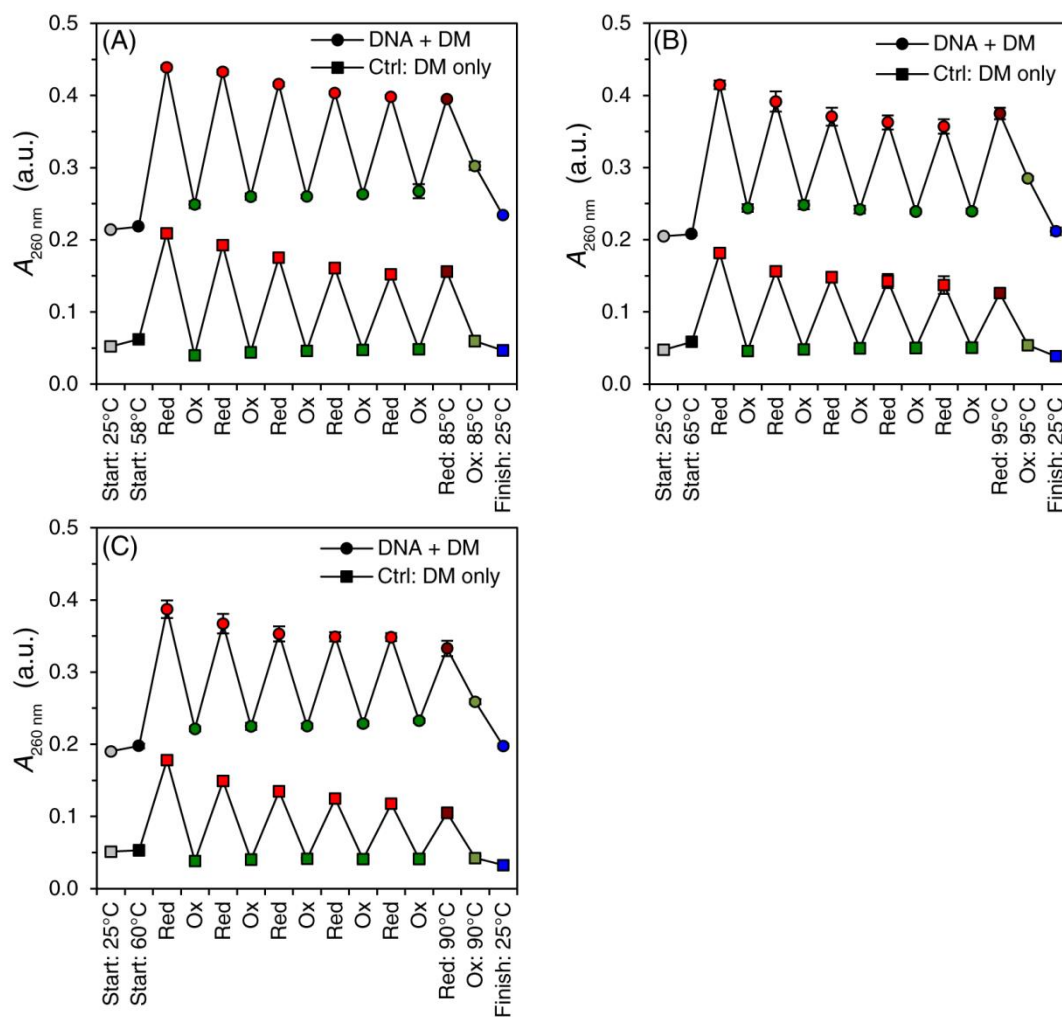 (A)
DNA + DM
Ctrl: DM only
A260 nm (a.u.)
0.5
0.4
0.3
0.2
0.1
0.0
Start: 25°C
Start: 58°C
Red
Ox
Red
Ox
Red
Ox
Red
Ox
Red
Ox
Red: 85°C
Ox: 85°C
Finish: 25°C
(B)
DNA + DM
Ctrl: DM only
A260 nm (a.u.)
0.5
0.4
0.3
0.2
0.1
0.0
Start: 25°C
Start: 65°C
Red
Ox
Red
Ox
Red
Ox
Red
Ox
Red
Ox
Red: 95°C
Ox: 95°C
Finish: 25°C
(C)
DNA + DM
Ctrl: DM only
A260 nm (a.u.)
0.5
0.4
0.3
0.2
0.1
0.0
Start: 25°C
Start: 60°C
Red
Ox
Red
Ox
Red
Ox
Red
Ox
Red
Ox
Red: 90°C
Ox: 90°C
Finish: 25°C